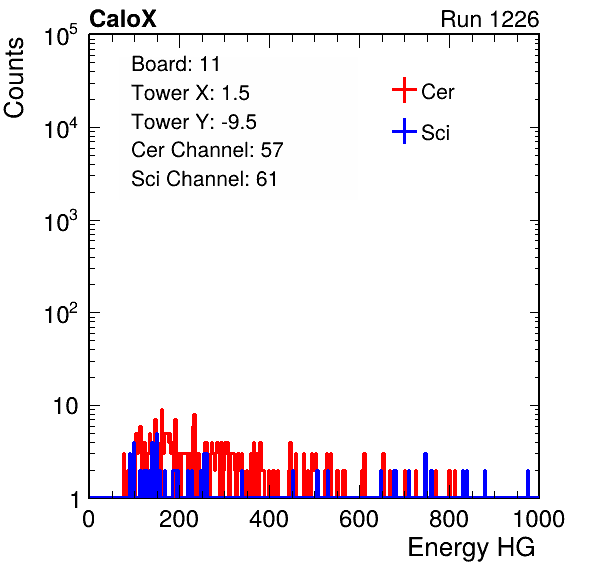 CaloX Run 1226
Counts
10^5
10^4
10^3
10^2
10
1
Board: 11
Tower X: 1.5
Tower Y: -9.5
Cer Channel: 57
Sci Channel: 61
Cer
Sci
0 200 400 600 800 1000
Energy HG